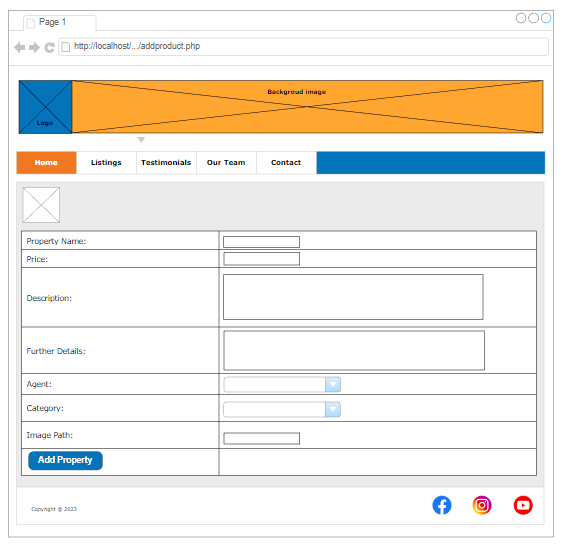 Page 1
http://localhost/.../addproduct.php
Backgroud image
Logo
Home Listings Testimonials Our Team Contact
Property Name:
Price:
Description:
Further Details:
Agent:
Category:
Image Path:
Add Property
Copyright @ 2023